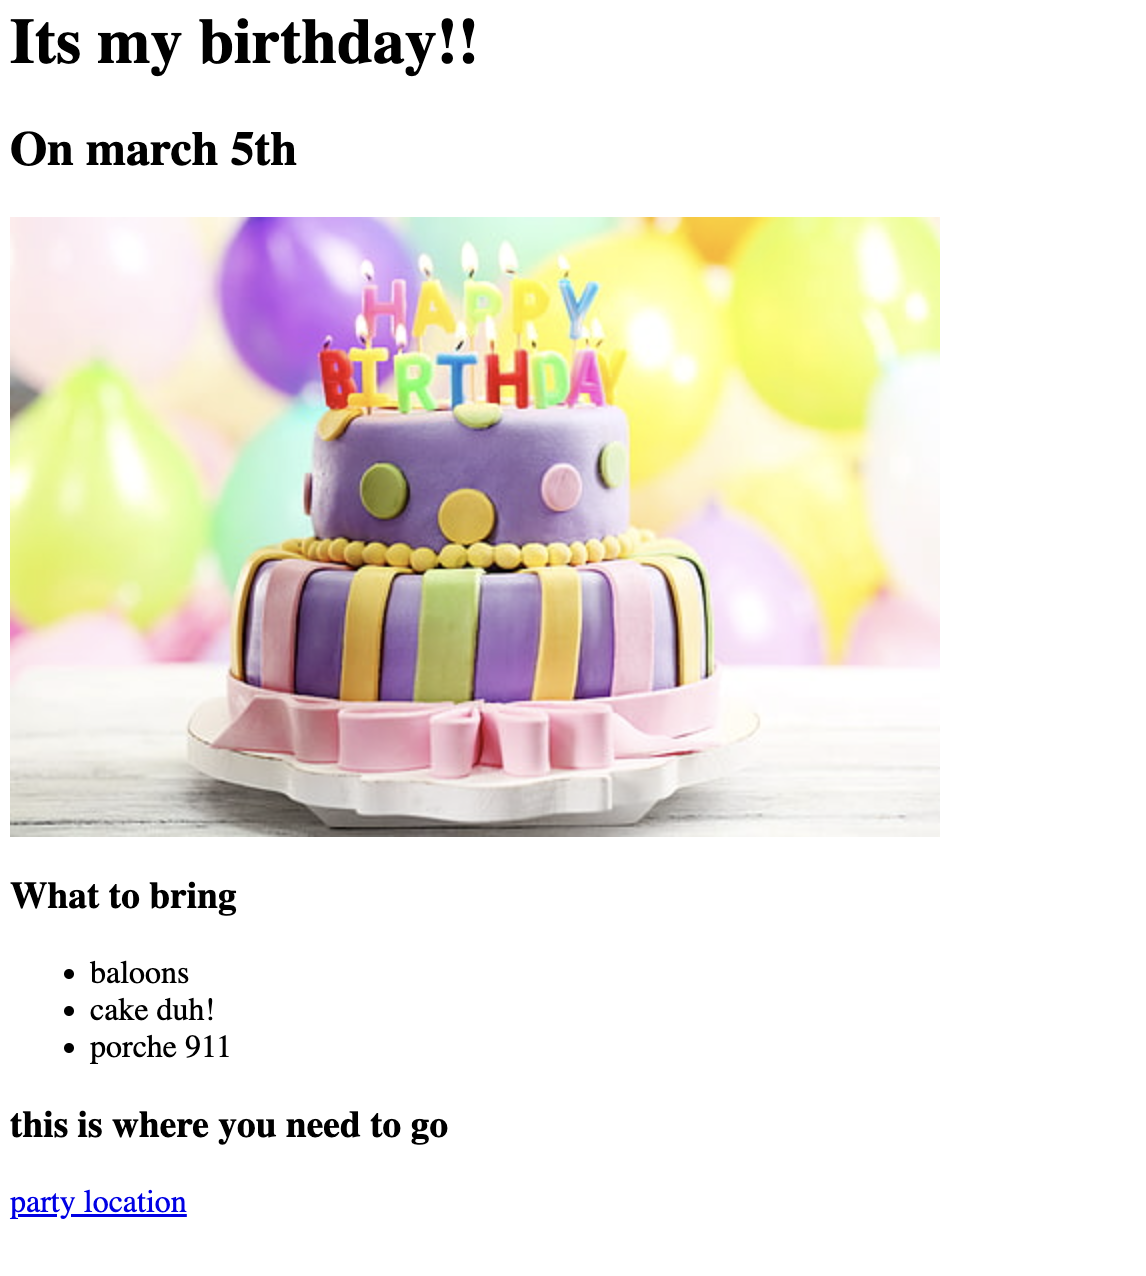 Its my birthday!!
On march 5th
HAPPY
BIRTHDAY
What to bring
baloons
cake duh!
porche 911
this is where you need to go
party location